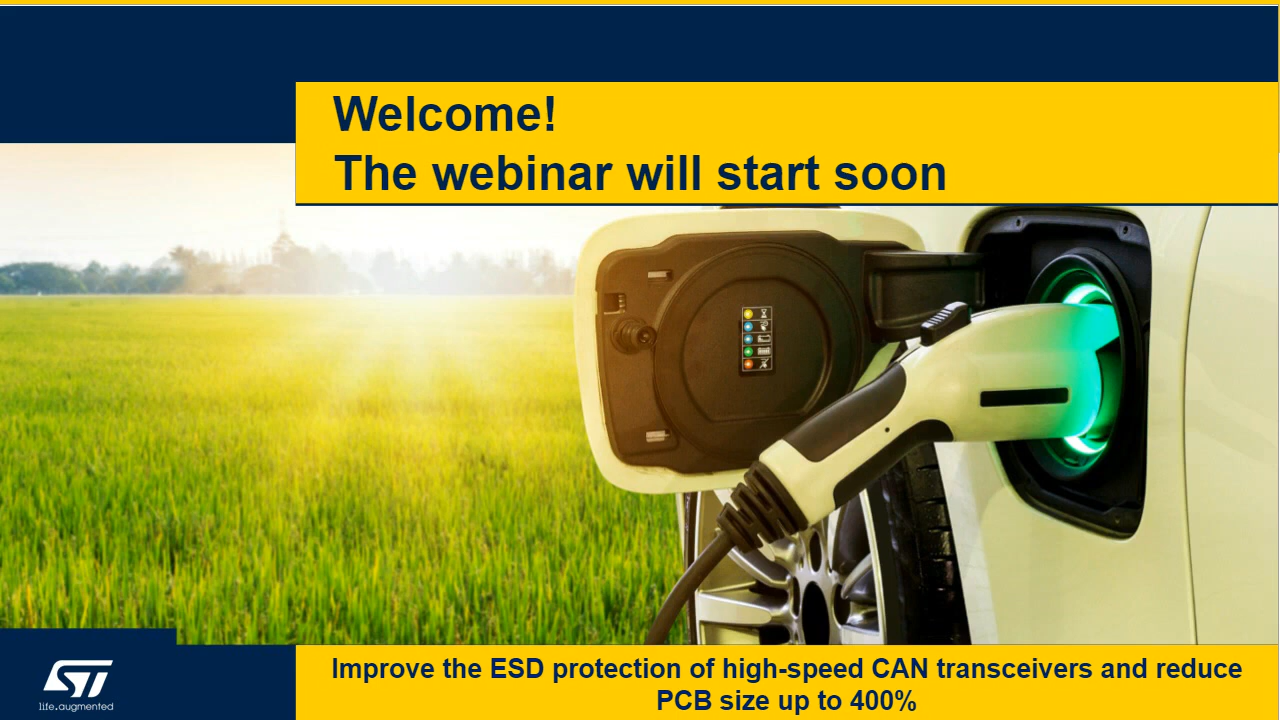 Welcome!
The webinar will start soon
ST
life.augmented
Improve the ESD protection of high-speed CAN transceivers and reduce
PCB size up to 400%